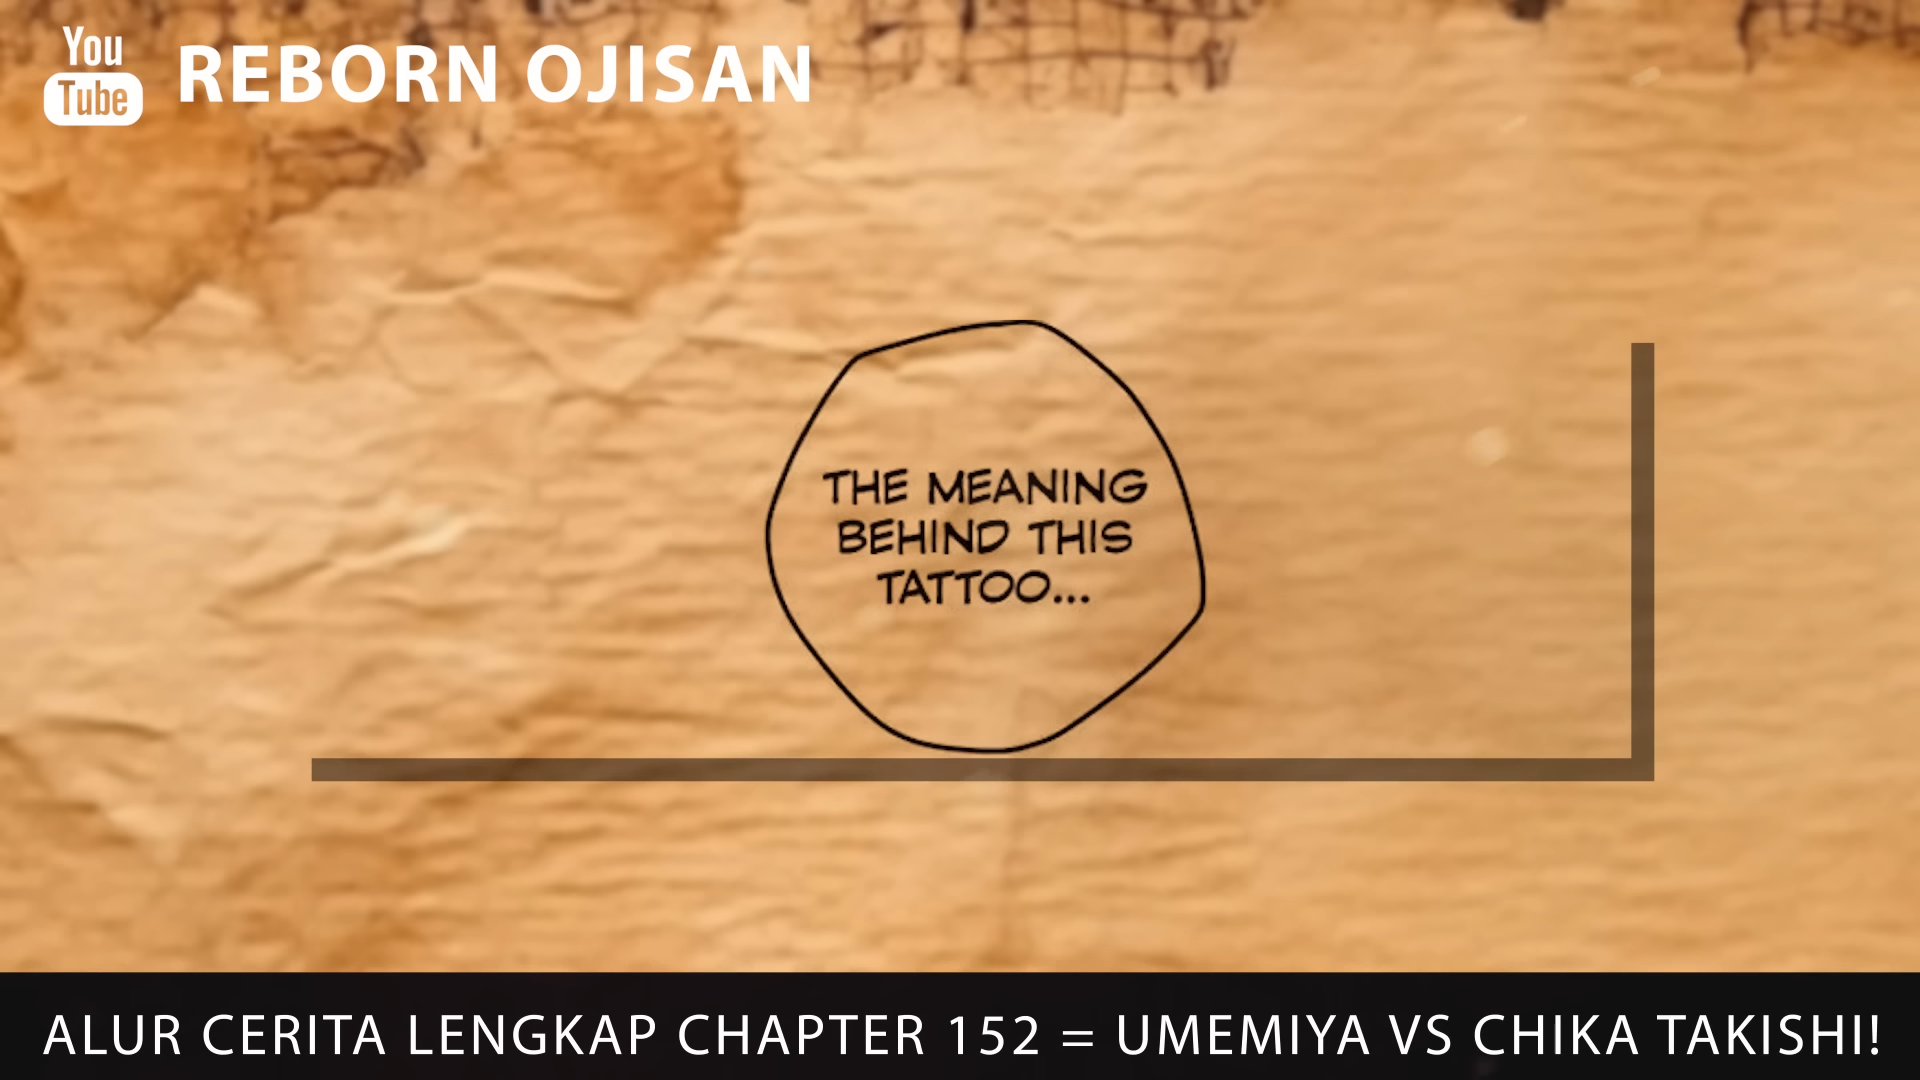 You
Tube
REBORN OJISAN
THE MEANING
BEHIND THIS
TATTOO...
ALUR CERITA LENGKAP CHAPTER 152 = UMEMIYA VS CHIKA TAKISHI!